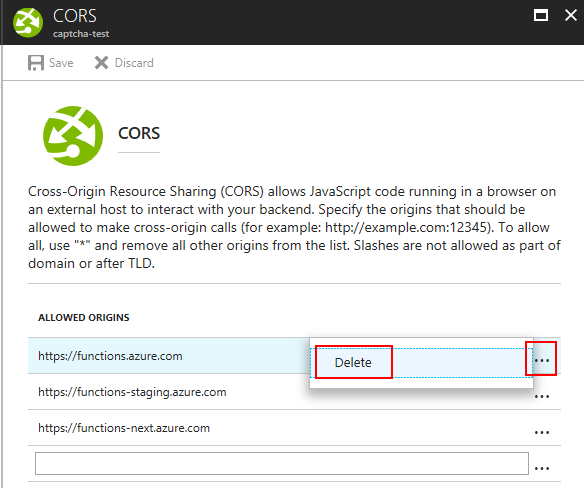 CORS
captcha-test
Save Discard
CORS
Cross-Origin Resource Sharing (CORS) allows JavaScript code running in a browser on
an external host to interact with your backend. Specify the origins that should be
allowed to make cross-origin calls (for example: http://example.com:12345). To allow
all, use "*" and remove all other origins from the list. Slashes are not allowed as part of
domain or after TLD.
ALLOWED ORIGINS
https://functions.azure.com
Delete
...
https://functions-staging.azure.com
...
https://functions-next.azure.com
...
...